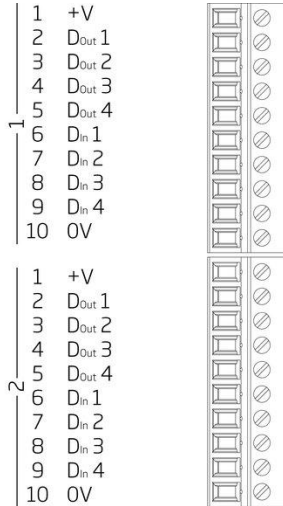 1 +V
2 DOut 1
3 DOut 2
4 DOut 3
5 DOut 4
1
6 DIn 1
7 DIn 2
8 DIn 3
9 DIn 4
10 0V
1 +V
2 DOut 1
3 DOut 2
4 DOut 3
5 DOut 4
2
6 DIn 1
7 DIn 2
8 DIn 3
9 DIn 4
10 0V